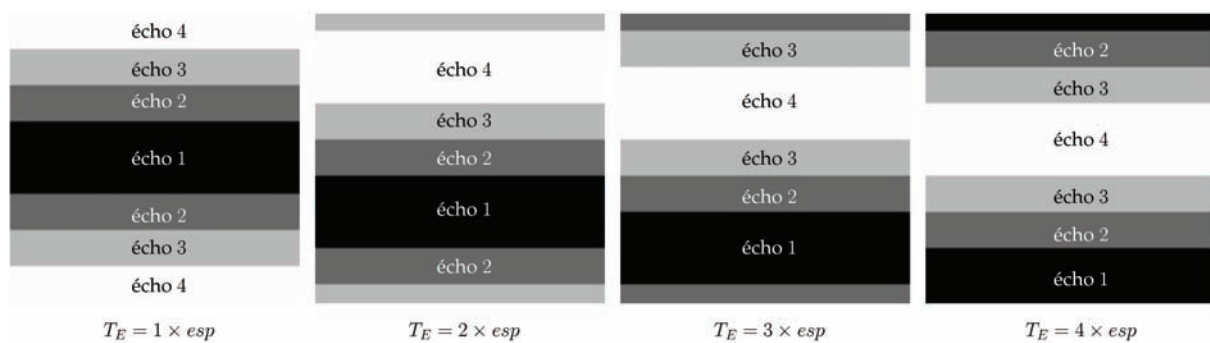 écho 4
écho 3
écho 2
écho 1
écho 2
écho 3
écho 4
T_E = 1 × esp
écho 4
écho 3
écho 2
écho 1
écho 2
T_E = 2 × esp
écho 3
écho 4
écho 3
écho 2
écho 1
T_E = 3 × esp
écho 2
écho 3
écho 4
écho 3
écho 2
écho 1
T_E = 4 × esp